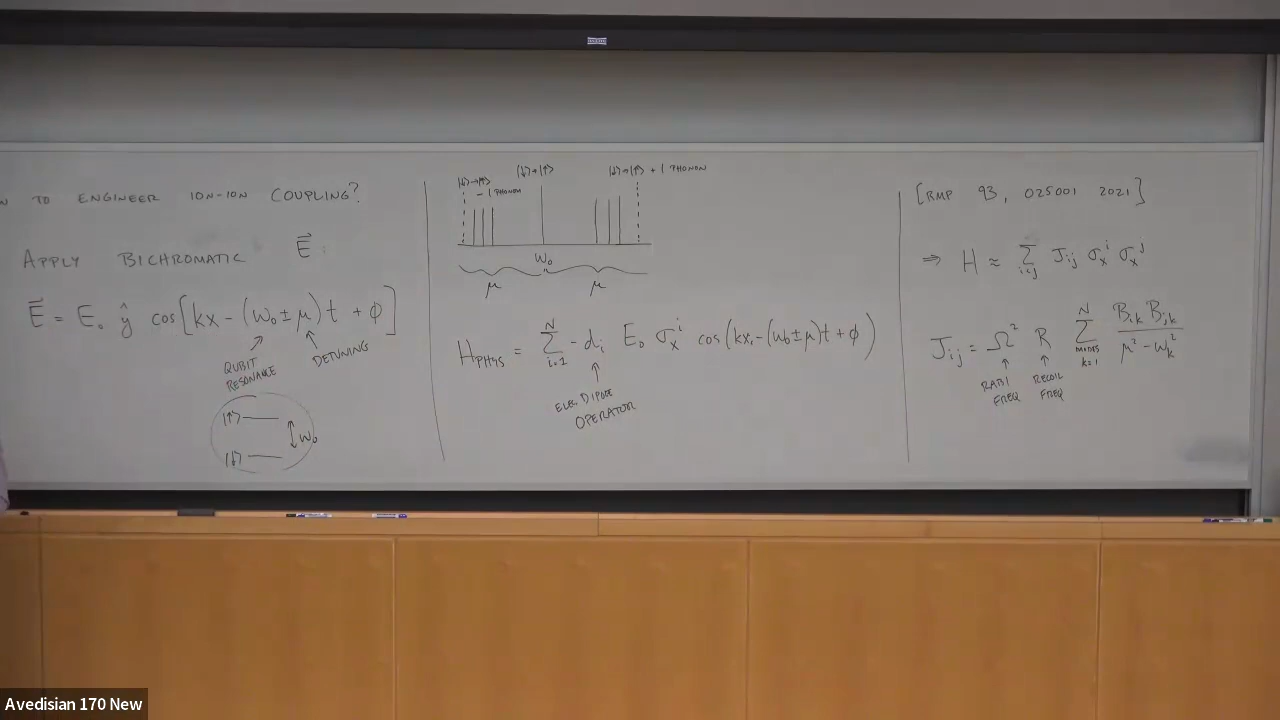 TO ENGINEER ION-ION COUPLING?
APPLY BICHROMATIC E⃗
E⃗ = E₀ ŷ cos[kx - (ω₀ ± μ)t + φ]
QUBIT RESONANCE
DETUNING
|↑⟩
ω₀
|↓⟩
|↓⟩→|↑⟩
- 1 PHONON
|↓⟩→|↑⟩
|↓⟩→|↑⟩ + 1 PHONON
ω₀
μ
μ
H_PHYS = Σ_{i=1}^{N} - d_i E₀ σ_x^i cos(kx_i - (ω₀ ± μ)t + φ)
ELEC. DIPOLE
OPERATOR
[RMP 93, 025001 2021]
⇒ H ≈ Σ_{i<j} J_ij σ_x^i σ_x^j
J_ij = Ω² R Σ_{MODES k=1}^{N} B_ik B_jk / (μ² - ω_k²)
RABI FREQ
RECOIL FREQ
Avedisian 170 New